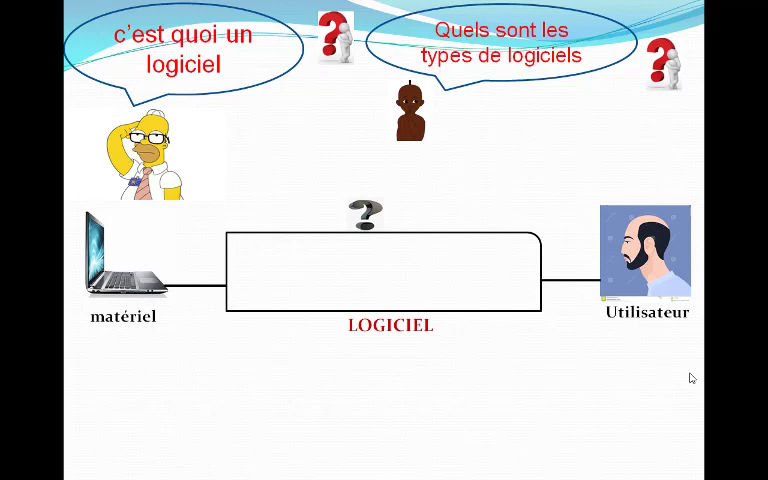 c'est quoi un
logiciel
Quels sont les
types de logiciels
matériel
LOGICIEL
Utilisateur